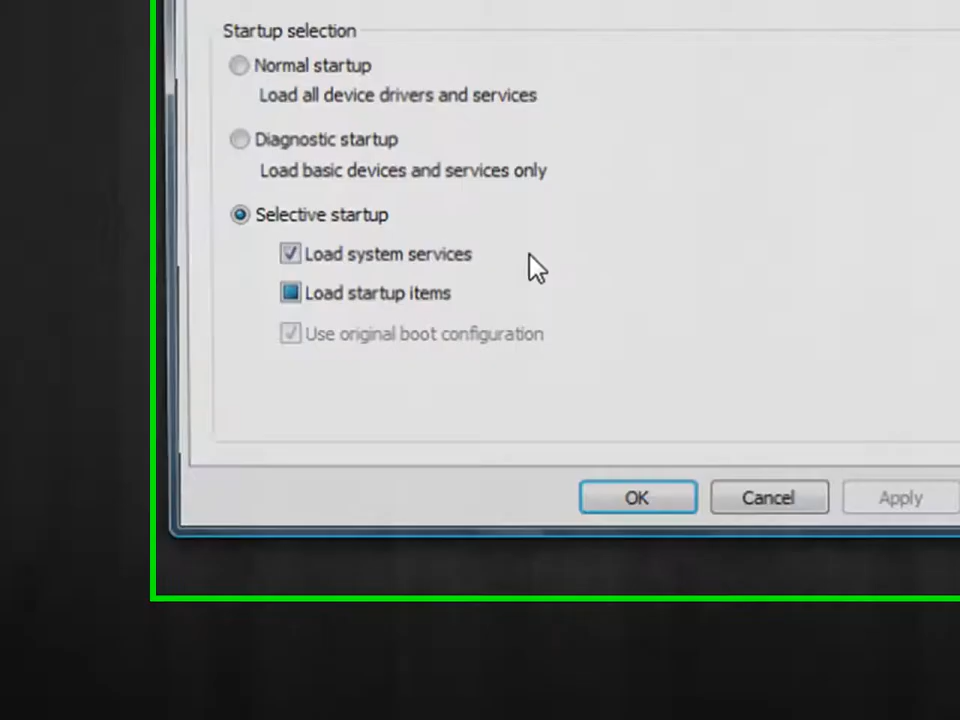 Startup selection
Normal startup
Load all device drivers and services
Diagnostic startup
Load basic devices and services only
Selective startup
Load system services
Load startup items
Use original boot configuration
OK Cancel Apply